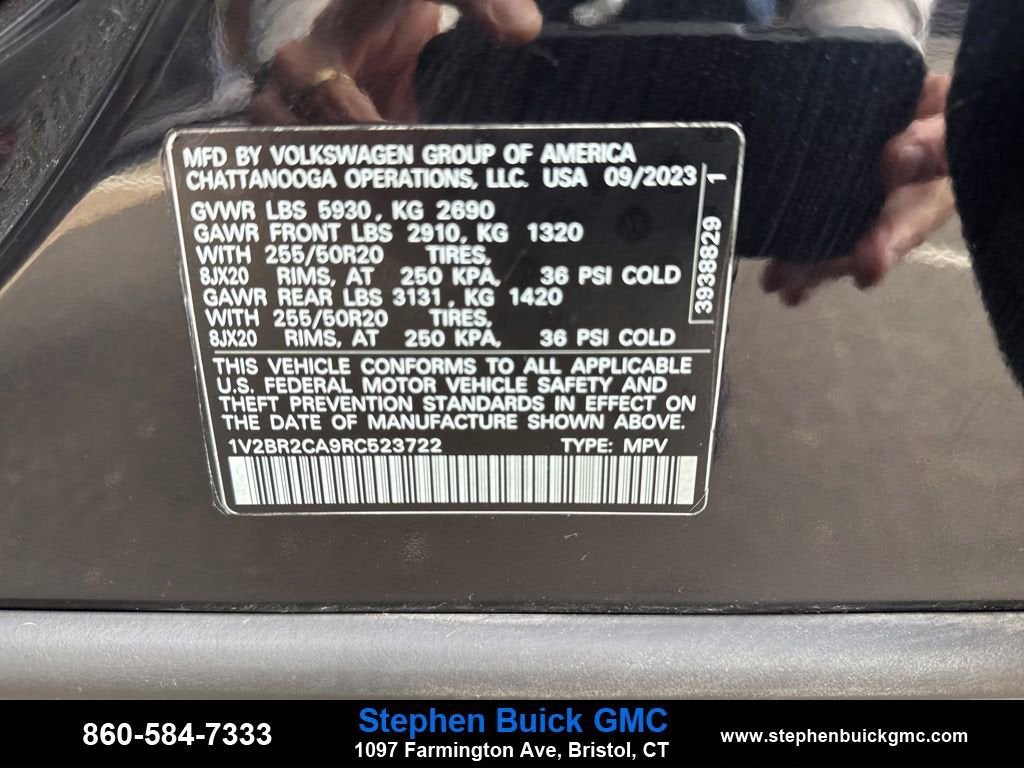 MFD BY VOLKSWAGEN GROUP OF AMERICA
CHATTANOOGA OPERATIONS, LLC. USA 09/2023
GVWR LBS 5930, KG 2690
GAWR FRONT LBS 2910, KG 1320
WITH 255/50R20 TIRES,
8JX20 RIMS, AT 250 KPA, 36 PSI COLD
GAWR REAR LBS 3131, KG 1420
WITH 255/50R20 TIRES,
8JX20 RIMS, AT 250 KPA, 36 PSI COLD
3938829 1
THIS VEHICLE CONFORMS TO ALL APPLICABLE
U.S. FEDERAL MOTOR VEHICLE SAFETY AND
THEFT PREVENTION STANDARDS IN EFFECT ON
THE DATE OF MANUFACTURE SHOWN ABOVE.
1V2BR2CA9RC523722 TYPE: MPV
860-584-7333
Stephen Buick GMC
1097 Farmington Ave, Bristol, CT
www.stephenbuickgmc.com